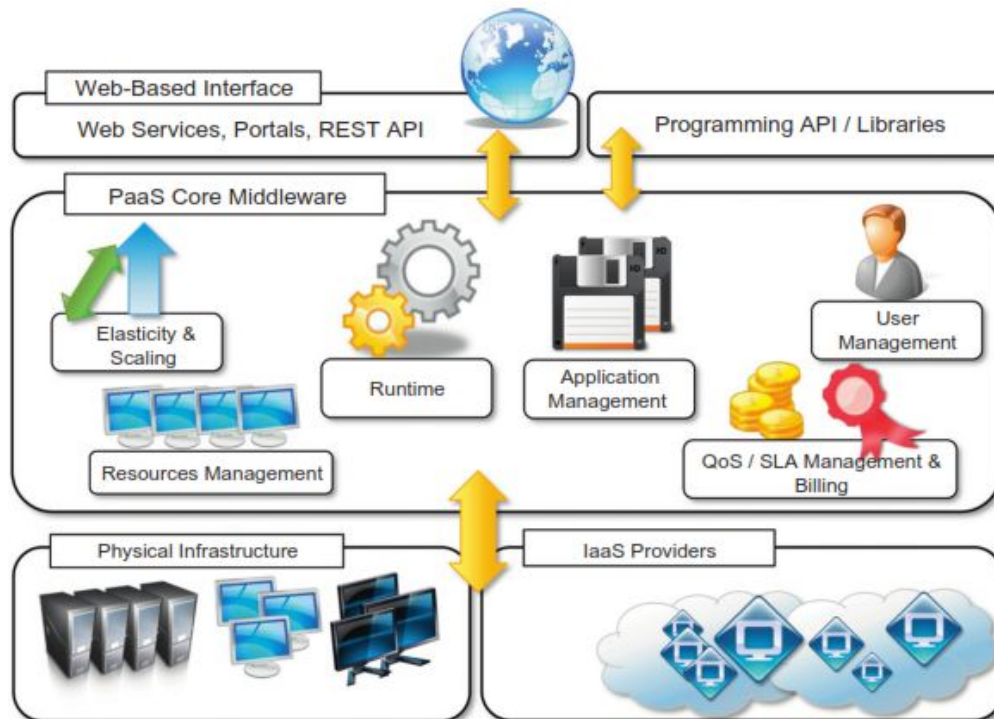 Web-Based Interface
Web Services, Portals, REST API
Programming API / Libraries
PaaS Core Middleware
Elasticity &
Scaling
Runtime
Application
Management
User
Management
Resources Management
QoS / SLA Management &
Billing
Physical Infrastructure
IaaS Providers